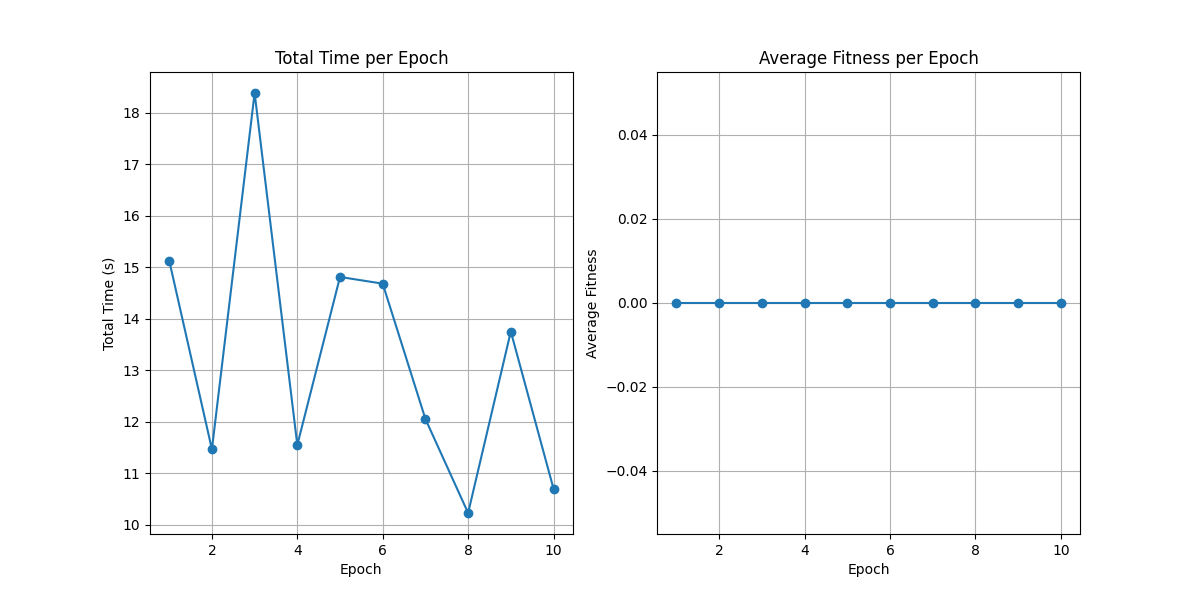 Total Time per Epoch
Total Time (s)
18
17
16
15
14
13
12
11
10
2 4 6 8 10
Epoch
Average Fitness per Epoch
Average Fitness
0.04
0.02
0.00
−0.02
−0.04
2 4 6 8 10
Epoch